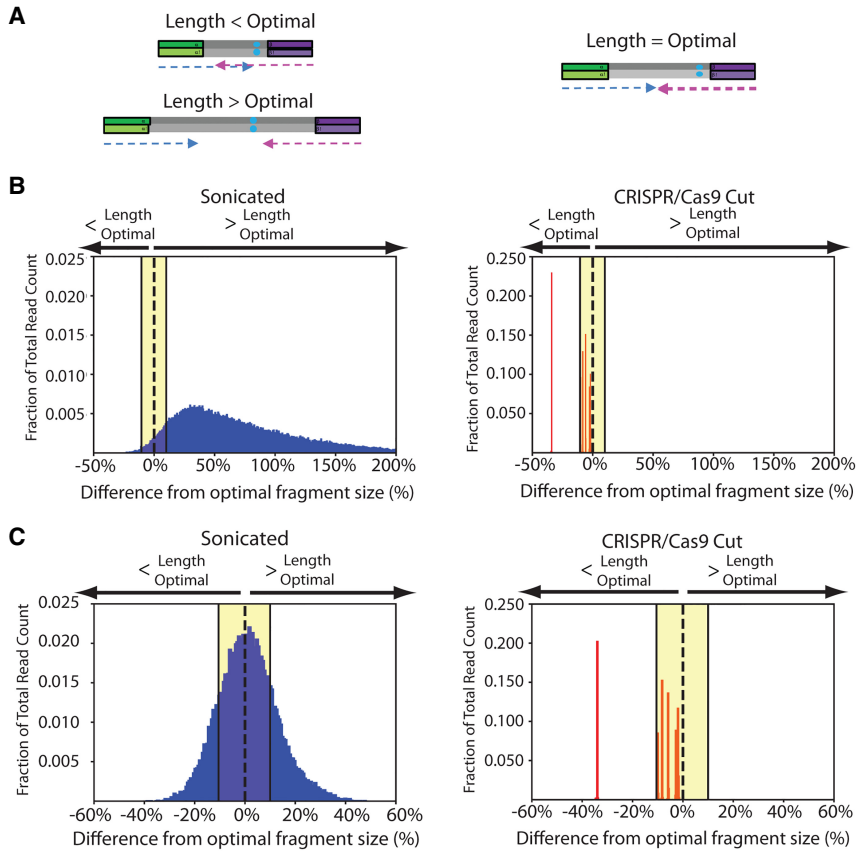 A
Length < Optimal
Length = Optimal
Length > Optimal
B
Sonicated
< Length Optimal
> Length Optimal
Fraction of Total Read Count
0.025
0.020
0.015
0.010
0.005
-50%
0%
50%
100%
150%
200%
Difference from optimal fragment size (%)
CRISPR/Cas9 Cut
< Length Optimal
> Length Optimal
Fraction of Total Read Count
0.250
0.200
0.150
0.100
0.050
-50%
0%
50%
100%
150%
200%
Difference from optimal fragment size (%)
C
Sonicated
< Length Optimal
> Length Optimal
Fraction of Total Read Count
0.025
0.020
0.015
0.010
0.005
-60%
-40%
-20%
0%
20%
40%
60%
Difference from optimal fragment size (%)
CRISPR/Cas9 Cut
< Length Optimal
> Length Optimal
Fraction of Total Read Count
0.250
0.200
0.150
0.100
0.050
-60%
-40%
-20%
0%
20%
40%
60%
Difference from optimal fragment size (%)